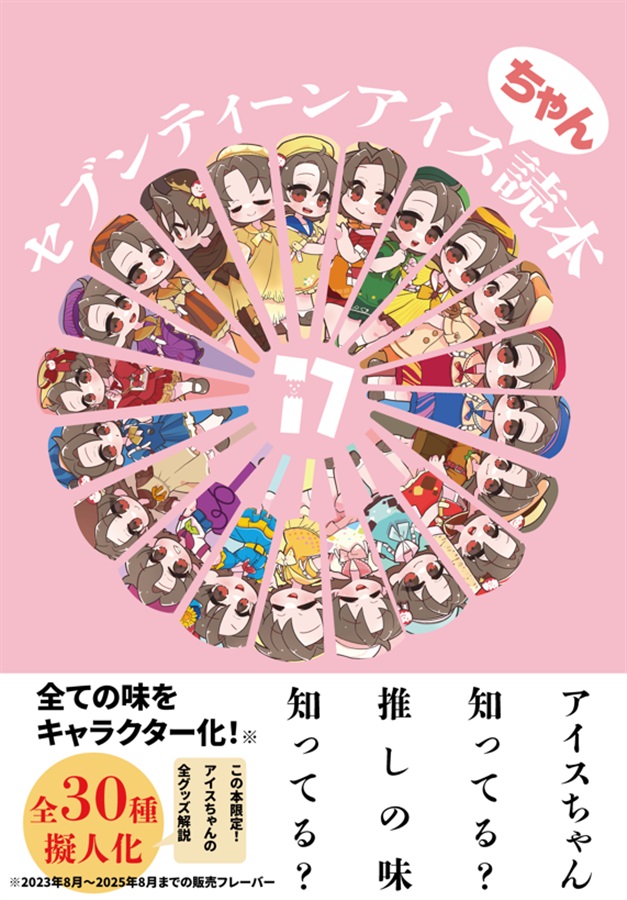 セブンティーンアイス
ちゃん
読本
17
アイスちゃん
知ってる？
推しの味
知ってる？
全ての味を
キャラクター化！※
全30種
擬人化
この本限定！
アイスちゃんの
全グッズ解説
※2023年8月～2025年8月までの販売フレーバー